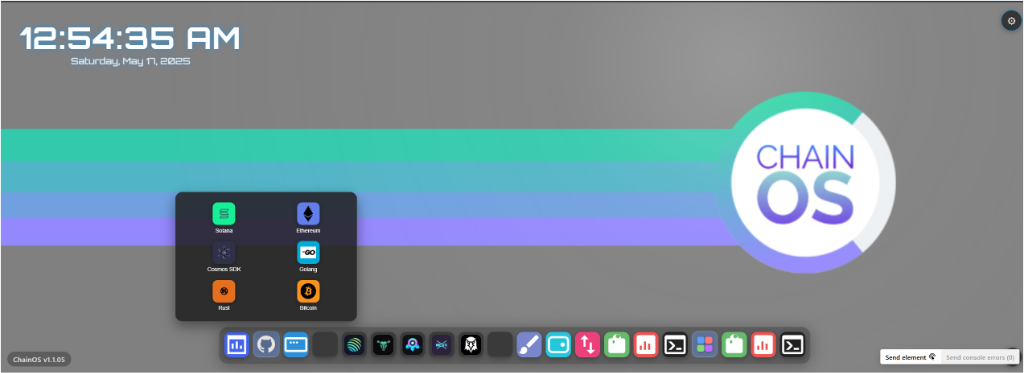 12:54:35 AM
Saturday, May 17, 2025
CHAIN
OS
Solana
Ethereum
Cosmos SDK
GO
Golang
Rust
Bitcoin
ChainOS v1.1.05
Send element
Send console errors (0)